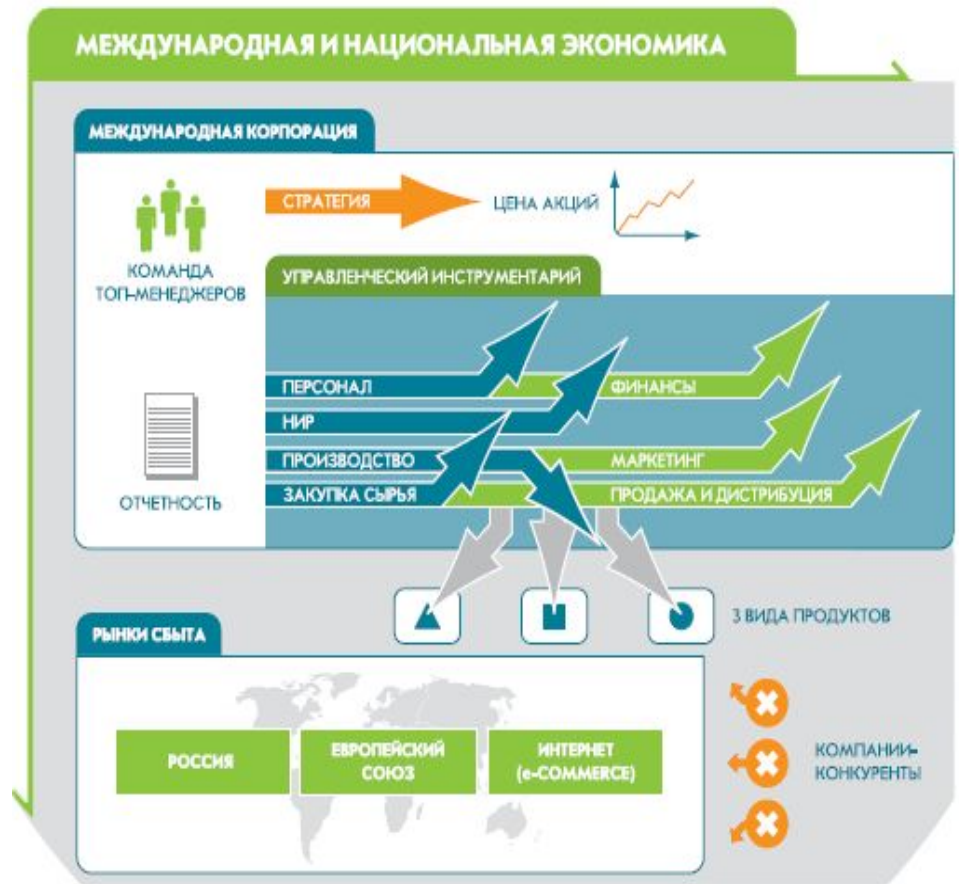 МЕЖДУНАРОДНАЯ И НАЦИОНАЛЬНАЯ ЭКОНОМИКА
МЕЖДУНАРОДНАЯ КОРПОРАЦИЯ
СТРАТЕГИЯ
ЦЕНА АКЦИЙ
КОМАНДА
ТОП-МЕНЕДЖЕРОВ
УПРАВЛЕНЧЕСКИЙ ИНСТРУМЕНТАРИЙ
ПЕРСОНАЛ
ФИНАНСЫ
НИР
ПРОИЗВОДСТВО
МАРКЕТИНГ
ЗАКУПКА СЫРЬЯ
ПРОДАЖА И ДИСТРИБУЦИЯ
ОТЧЕТНОСТЬ
3 ВИДА ПРОДУКТОВ
РЫНКИ СБЫТА
РОССИЯ
ЕВРОПЕЙСКИЙ
СОЮЗ
ИНТЕРНЕТ
(e-COMMERCE)
КОМПАНИИ-
КОНКУРЕНТЫ